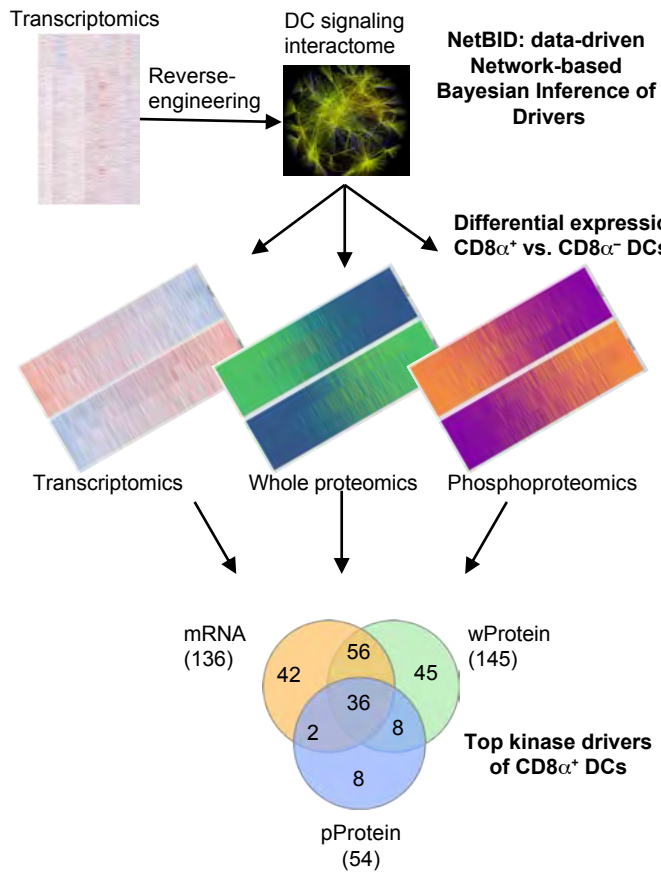 Transcriptomics
DC signaling
interactome
Reverse-
engineering
NetBID: data-driven
Network-based
Bayesian Inference of
Drivers
Differential expressio
CD8α⁺ vs. CD8α⁻ DCs
Transcriptomics
Whole proteomics
Phosphoproteomics
mRNA
(136)
wProtein
(145)
42
56
45
36
2
8
8
pProtein
(54)
Top kinase drivers
of CD8α⁺ DCs